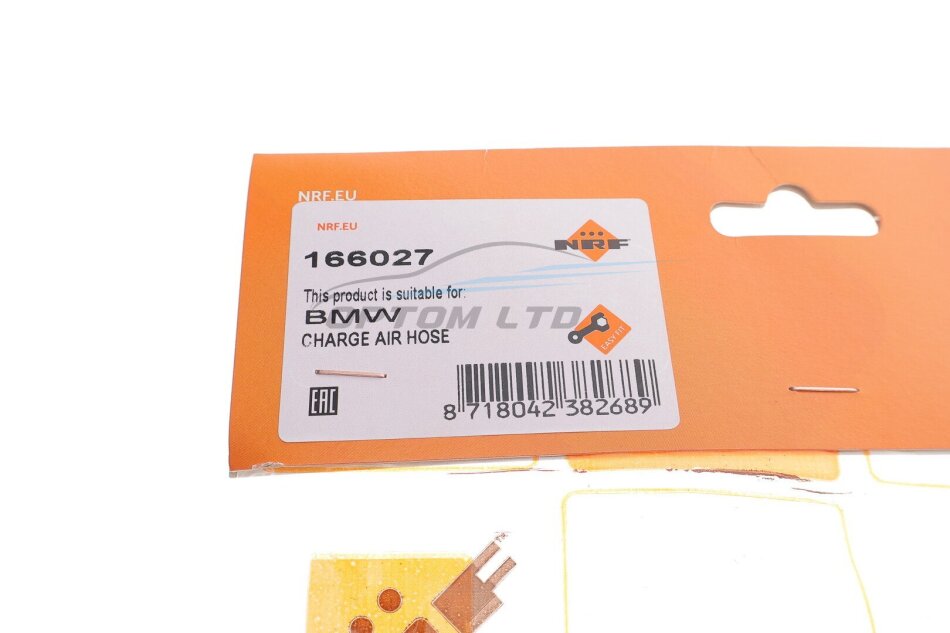 NRF.EU
NRF.EU
NRF
166027
This product is suitable for:
BMW
OPTOM LTD
CHARGE AIR HOSE
EASY FIT
EAC
8 718042 382689